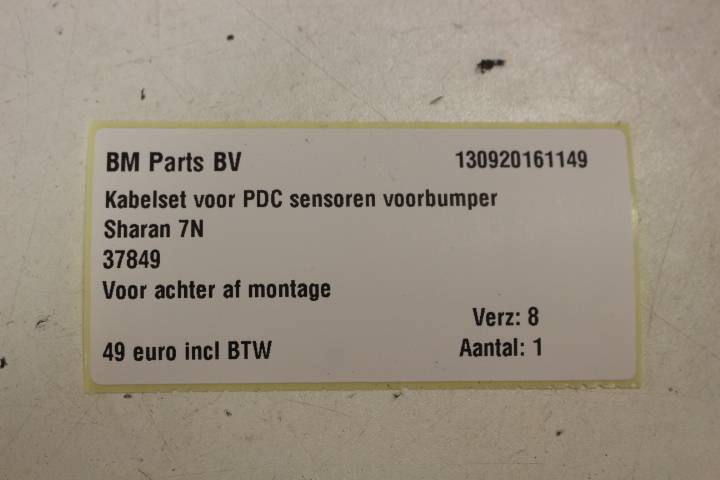 BM Parts BV 130920161149
Kabelset voor PDC sensoren voorbumper
Sharan 7N
37849
Voor achter af montage
Verz: 8
49 euro incl BTW Aantal: 1